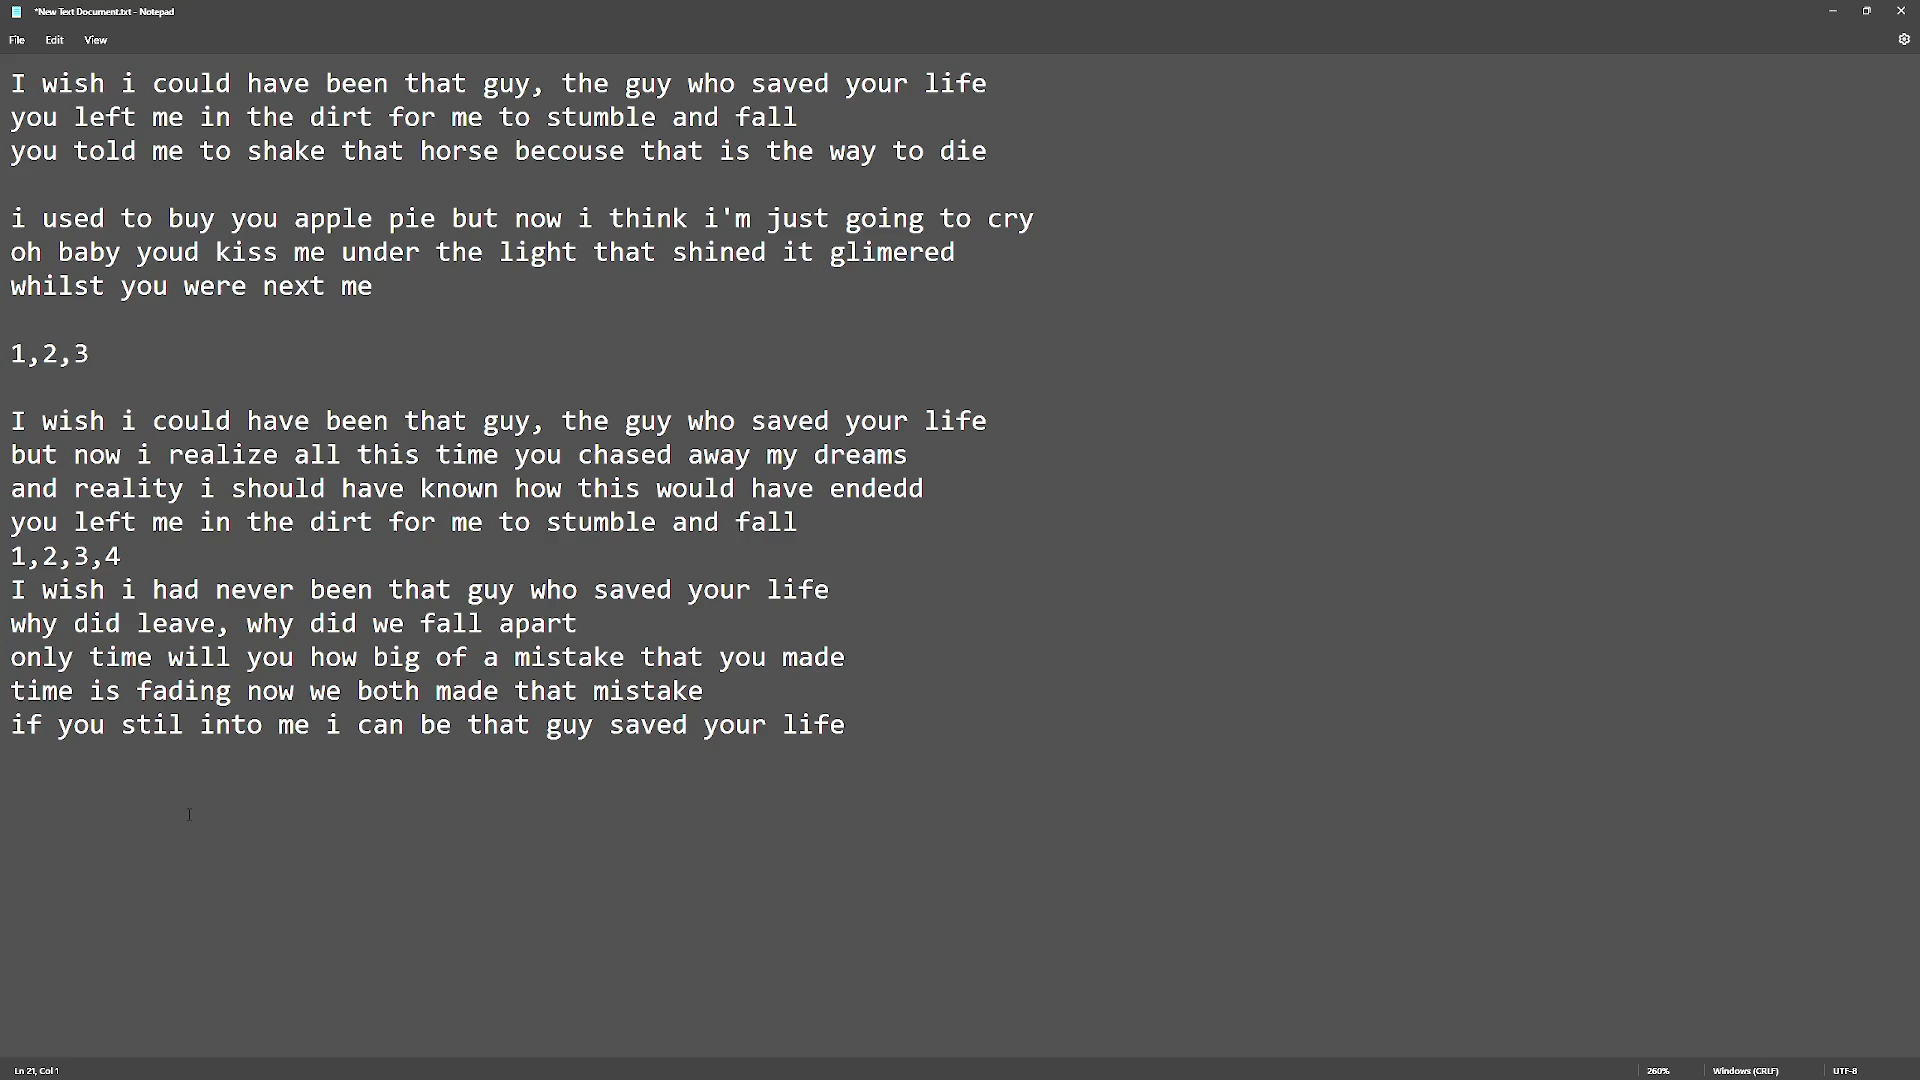 *New Text Document.txt - Notepad
File Edit View
I wish i could have been that guy, the guy who saved your life
you left me in the dirt for me to stumble and fall
you told me to shake that horse becouse that is the way to die
i used to buy you apple pie but now i think i'm just going to cry
oh baby youd kiss me under the light that shined it glimered
whilst you were next me
1,2,3
I wish i could have been that guy, the guy who saved your life
but now i realize all this time you chased away my dreams
and reality i should have known how this would have endedd
you left me in the dirt for me to stumble and fall
1,2,3,4
I wish i had never been that guy who saved your life
why did leave, why did we fall apart
only time will you how big of a mistake that you made
time is fading now we both made that mistake
if you stil into me i can be that guy saved your life
Ln 21, Col 1 260% Windows (CRLF) UTF-8